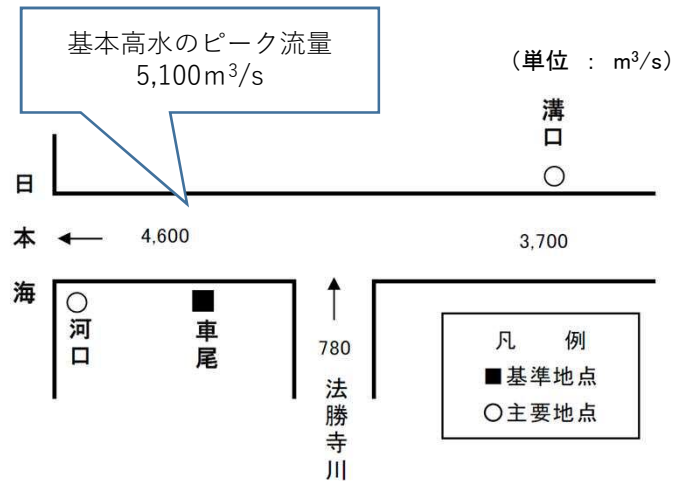 基本高水のピーク流量
5,100m³/s
（単位 ： m³/s）
溝口
日本海
4,600
3,700
河口
車尾
780
法勝寺川
凡 例
■基準地点
○主要地点